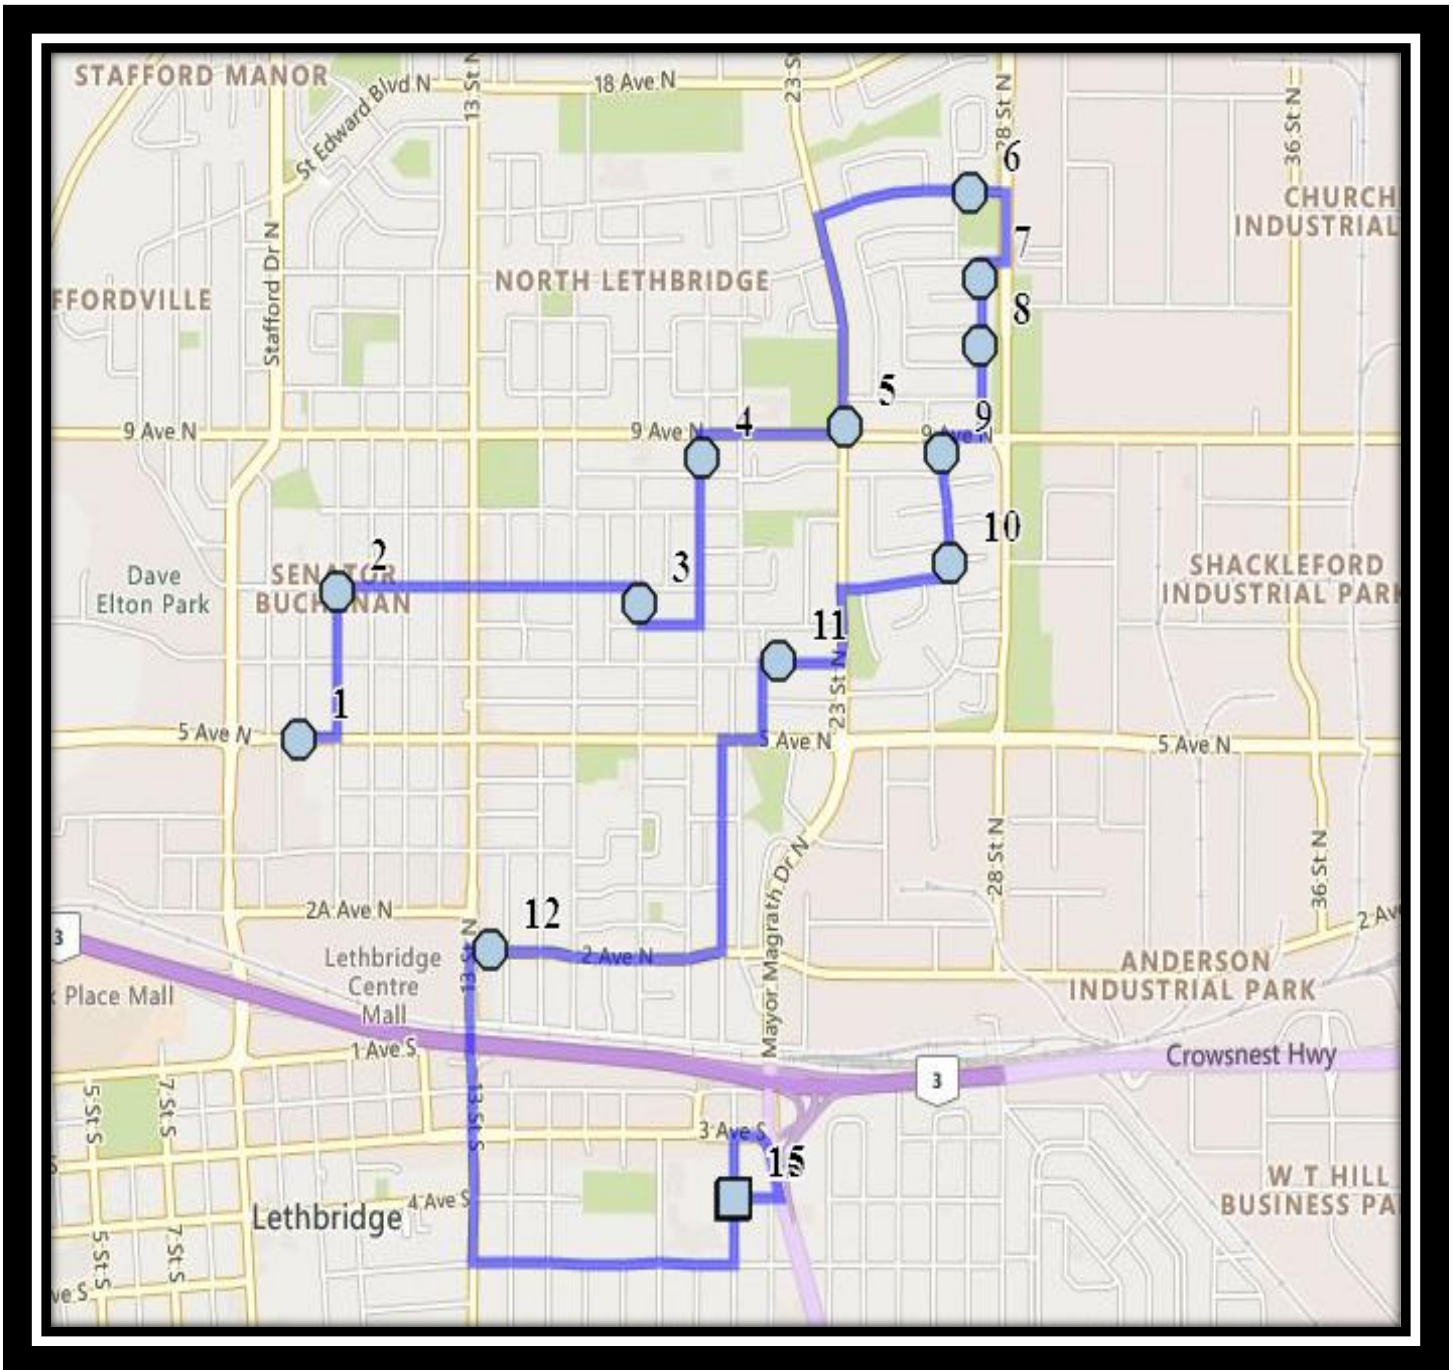 STAFFORD MANOR
St Edward Blvd N
13 St N
18 Ave N
23 St
28 St N
36 St N
6
CHURCH
INDUSTRIAL
Stafford Dr N
7
NORTH LETHBRIDGE
FFORDVILLE
8
5
4
9
9 Ave N
9 Ave N
9 Ave N
10
2
3
Dave
Elton Park
SENATOR
BUCHANAN
SHACKLEFORD
INDUSTRIAL PARK
11
23 St N
1
5 Ave N
5 Ave N
5 Ave N
28 St N
36 St N
Mayor Magrath Dr N
2A Ave N
12
2 Av
3
13 St N
2 Ave N
Lethbridge
Centre
Mall
k Place Mall
ANDERSON
INDUSTRIAL PARK
1 Ave S
Crowsnest Hwy
3
5 St S
7 St S
13 St S
3 Ave S
15
W T HILL
BUSINESS PA
4 Ave S
Lethbridge
5 St S
7 St S
ve S